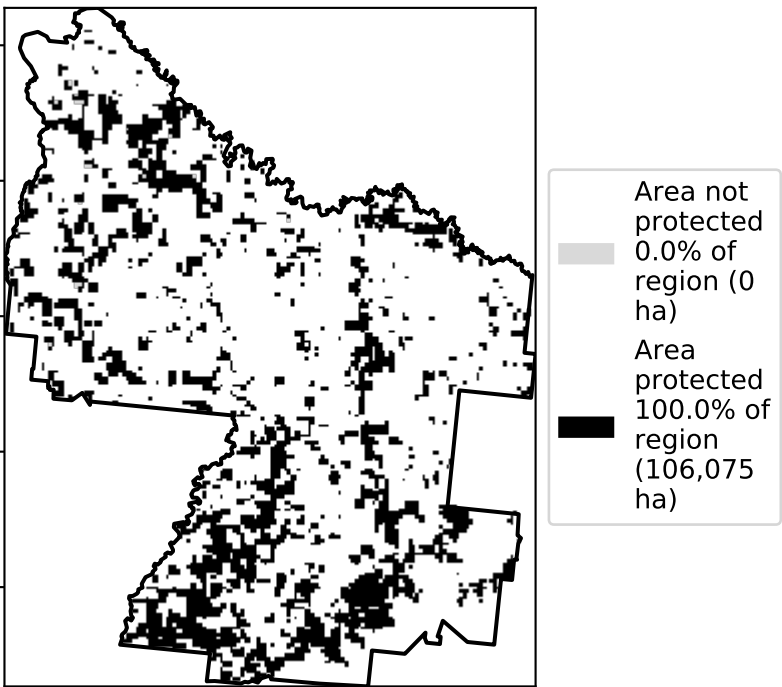 Area not
protected
0.0% of
region (0
ha)
Area
protected
100.0% of
region
(106,075
ha)